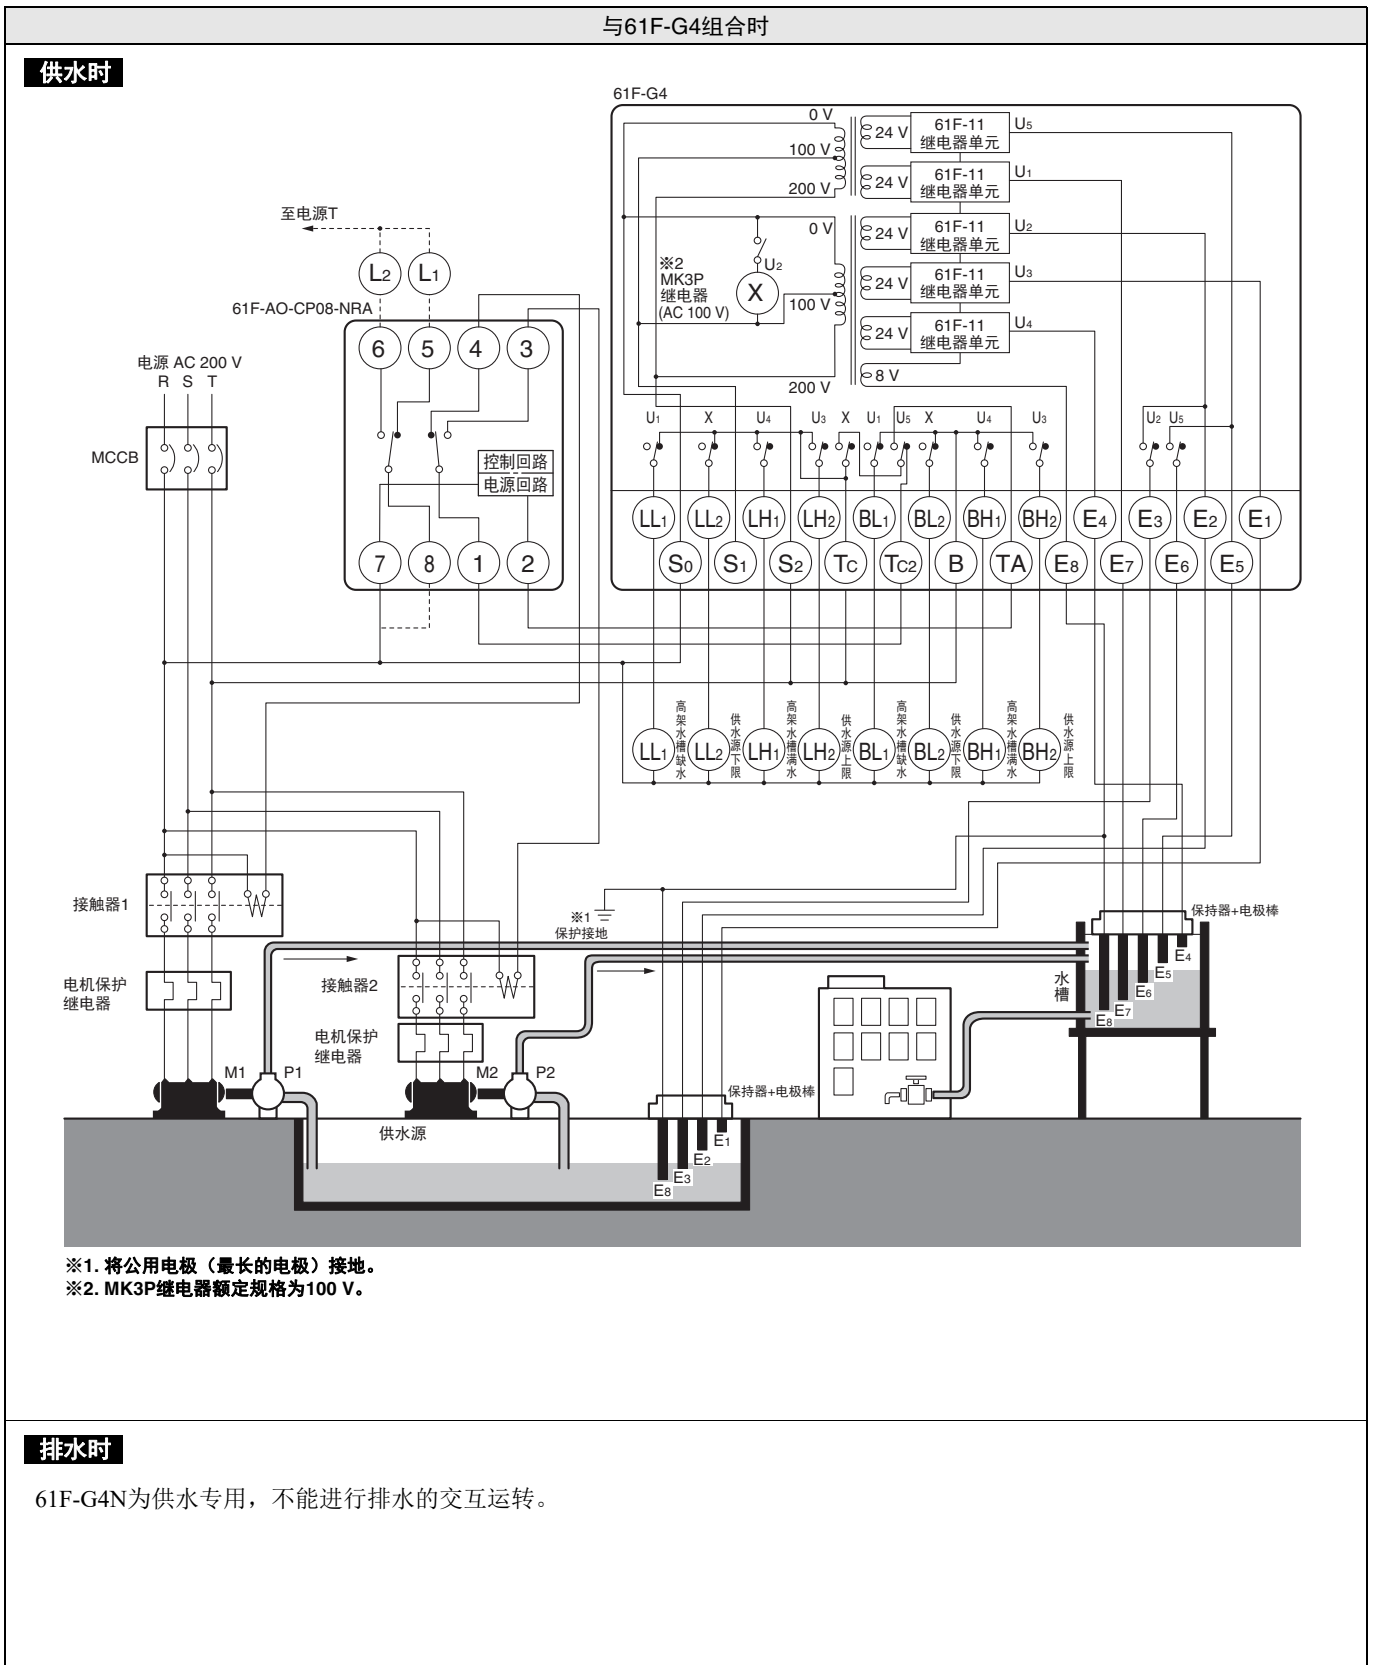 与61F-G4组合时
供水时
61F-G4
0 V
100 V
200 V
24 V
61F-11
继电器单元
U5
24 V
61F-11
继电器单元
U1
0 V
100 V
200 V
24 V
61F-11
继电器单元
U2
24 V
61F-11
继电器单元
U3
24 V
61F-11
继电器单元
U4
8 V
※2
MK3P
继电器
(AC 100 V)
X
U2
至电源T
L2 L1
61F-AO-CP08-NRA
6 5 4 3
控制回路
电源回路
7 8 1 2
电源 AC 200 V
R S T
MCCB
U1 X U4 U3 X U1 U5 X U4 U3 U2 U5
LL1 LL2 LH1 LH2 BL1 BL2 BH1 BH2 E4 E3 E2 E1
S0 S1 S2 TC TC2 B TA E8 E7 E6 E5
LL1 高架水槽缺水
LL2 供水源下限
LH1 高架水槽满水
LH2 供水源上限
BL1 高架水槽缺水
BL2 供水源下限
BH1 高架水槽满水
BH2 供水源上限
接触器1
※1
保护接地
保持器+电极棒
E4
E5
E6
E7
E8
水槽
电机保护
继电器
接触器2
电机保护
继电器
M1 P1
M2 P2
保持器+电极棒
供水源
E1
E2
E3
E8
※1. 将公用电极（最长的电极）接地。
※2. MK3P继电器额定规格为100 V。
排水时
61F-G4N为供水专用，不能进行排水的交互运转。